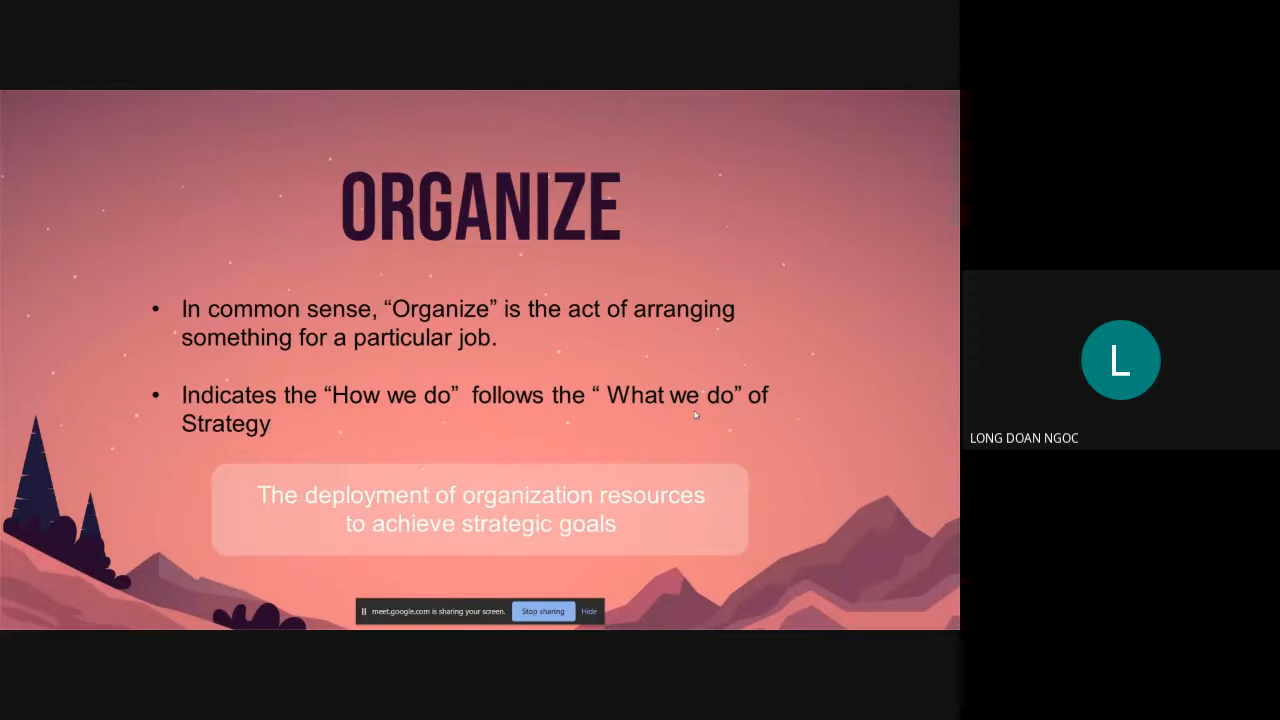 ORGANIZE
• In common sense, “Organize” is the act of arranging
something for a particular job.
• Indicates the “How we do”  follows the “ What we do” of
Strategy
The deployment of organization resources
to achieve strategic goals
meet.google.com is sharing your screen. Stop sharing Hide
L
LONG DOAN NGOC